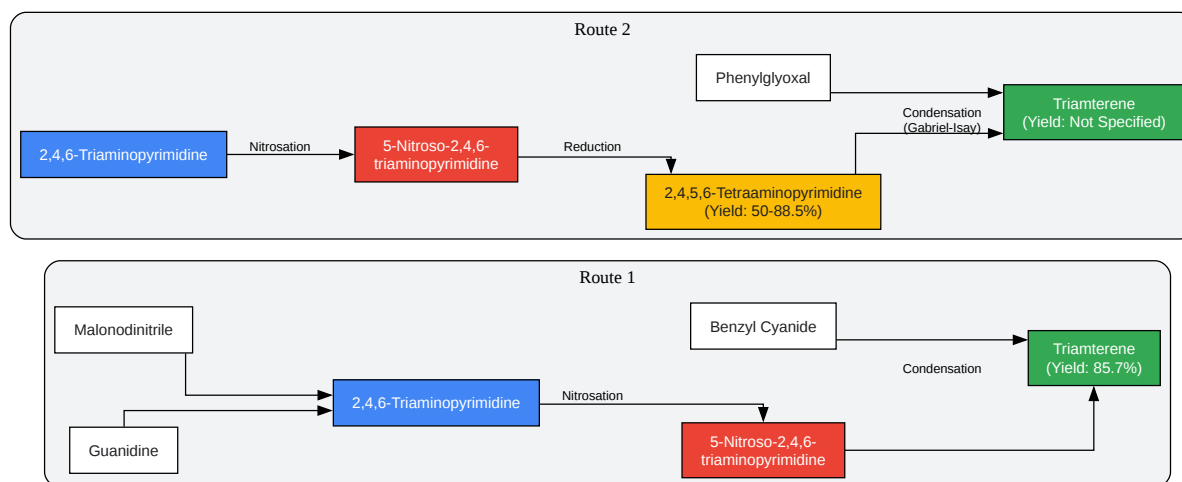 Route 2
Phenylglyoxal
Triamterene
(Yield: Not Specified)
Condensation
(Gabriel-Isay)
2,4,6-Triaminopyrimidine
Nitrosation
5-Nitroso-2,4,6-
triaminopyrimidine
Reduction
2,4,5,6-Tetraaminopyrimidine
(Yield: 50-88.5%)
Route 1
Malonodinitrile
Benzyl Cyanide
Triamterene
(Yield: 85.7%)
Condensation
2,4,6-Triaminopyrimidine
Nitrosation
Guanidine
5-Nitroso-2,4,6-
triaminopyrimidine